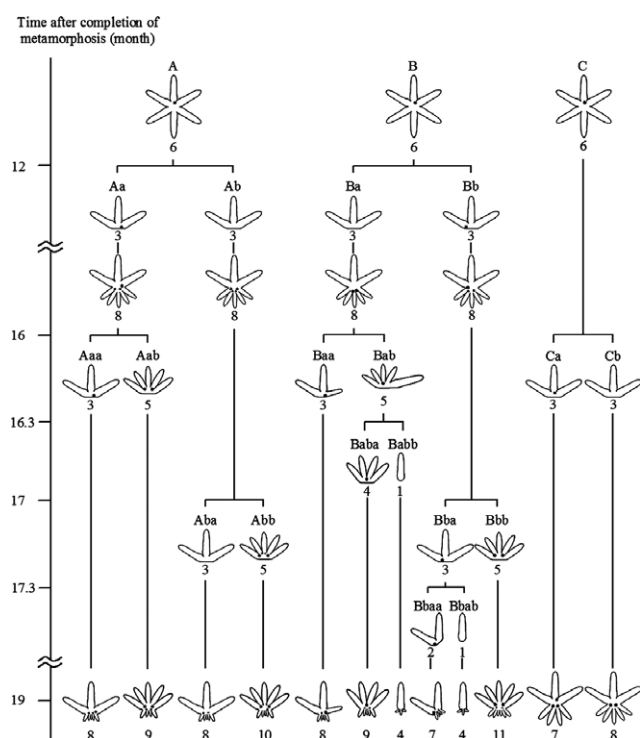 Time after completion of
metamorphosis (month)
A B C
6 6 6
12
Aa Ab Ba Bb
3 3 3 3
8 8 8 8
16
Aaa Aab Baa Bab Ca Cb
3 5 3 5 3 3
16.3
Baba Babb
4 1
17
Aba Abb Bba Bbb
3 5 3 5
17.3
Bbaa Bbab
2 1
19
8 9 8 10 8 9 4 7 4 11 7 8